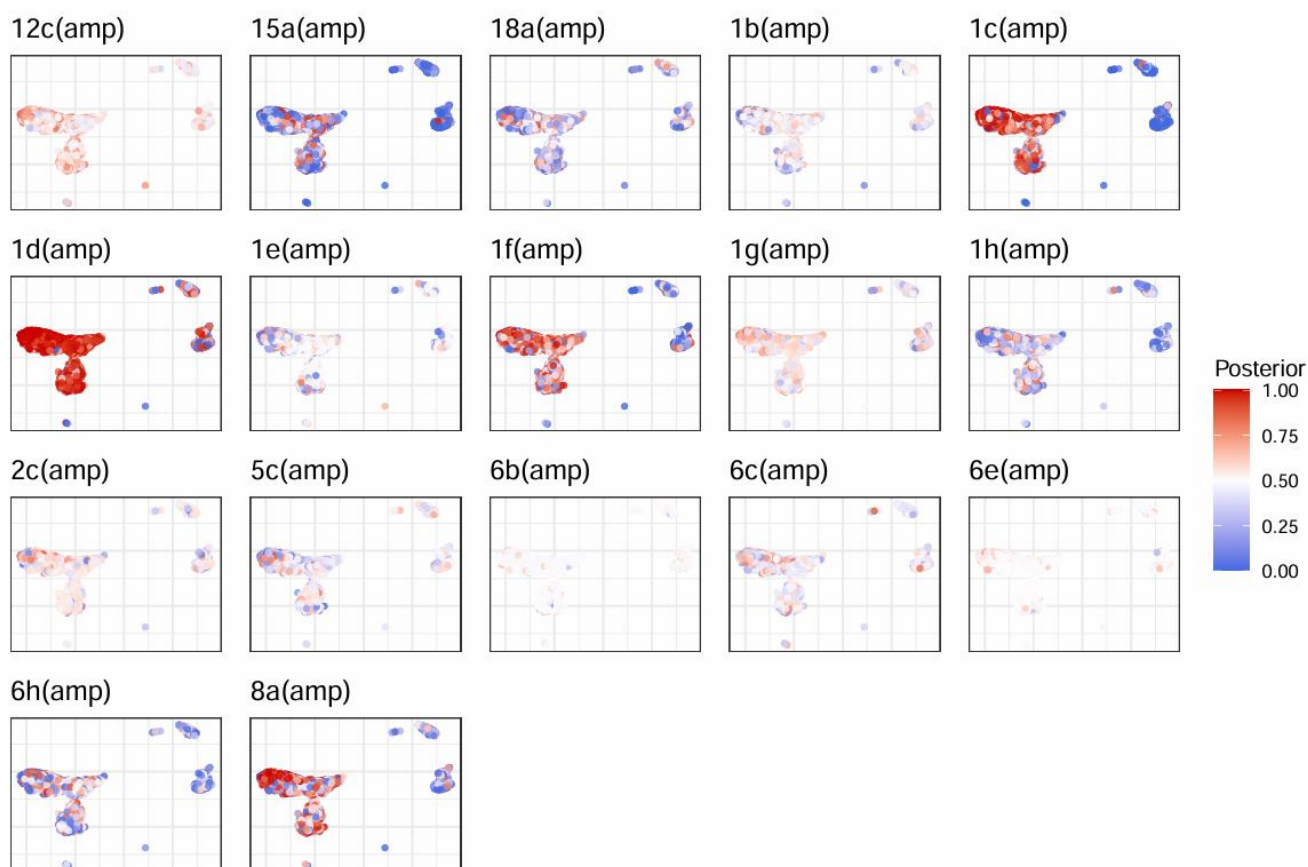 12c(amp) 15a(amp) 18a(amp) 1b(amp) 1c(amp)
1d(amp) 1e(amp) 1f(amp) 1g(amp) 1h(amp)
2c(amp) 5c(amp) 6b(amp) 6c(amp) 6e(amp)
6h(amp) 8a(amp)
Posterior
1.00
0.75
0.50
0.25
0.00